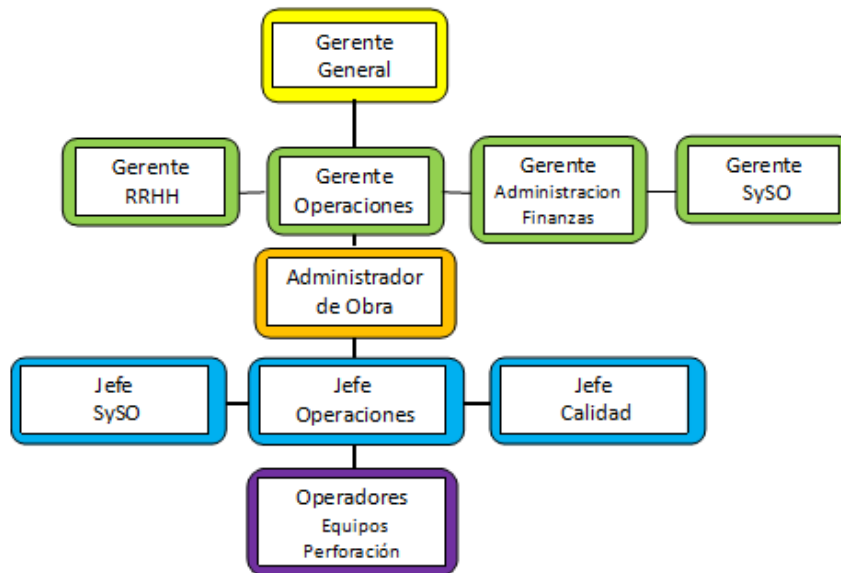 Gerente
General
Gerente
RRHH
Gerente
Operaciones
Gerente
Administracion
Finanzas
Gerente
SySO
Administrador
de Obra
Jefe
SySO
Jefe
Operaciones
Jefe
Calidad
Operadores
Equipos
Perforación